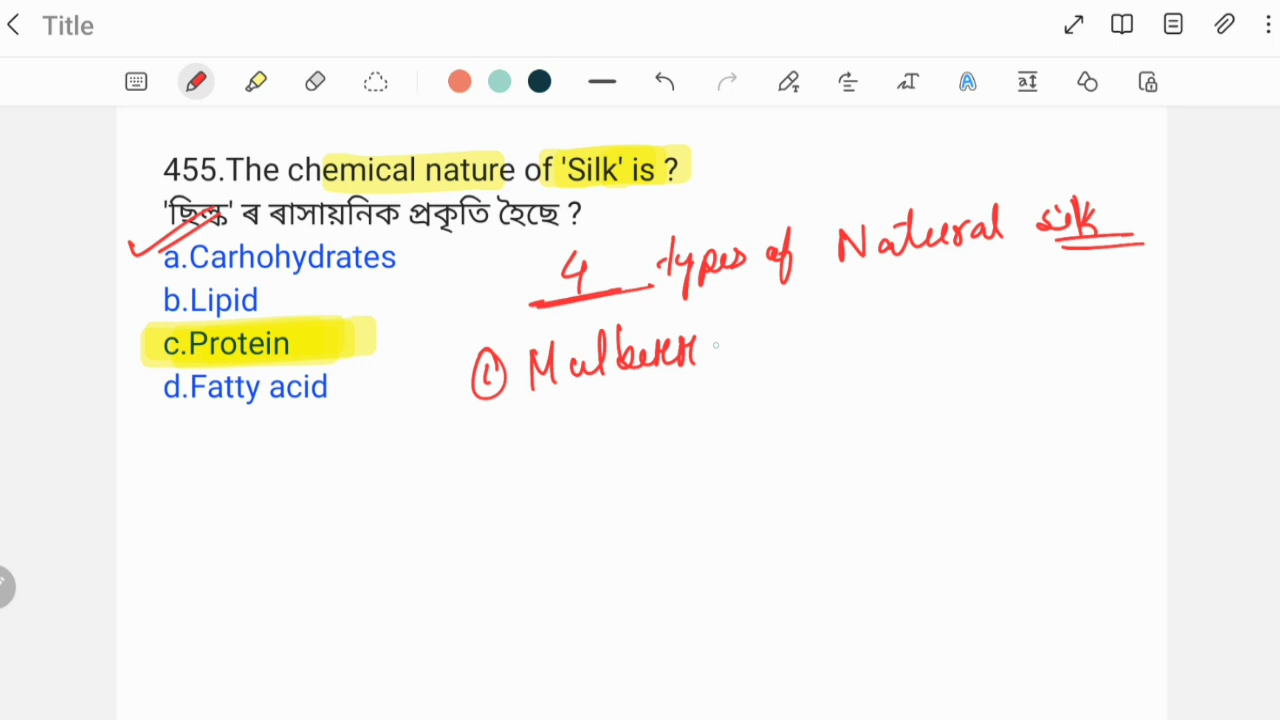 Title
455.The chemical nature of 'Silk' is ?
'ছিল্ক' ৰ ৰাসায়নিক প্ৰকৃতি হৈছে ?
a.Carhohydrates
b.Lipid
c.Protein
d.Fatty acid
4 types of Natural silk
① Mulberr